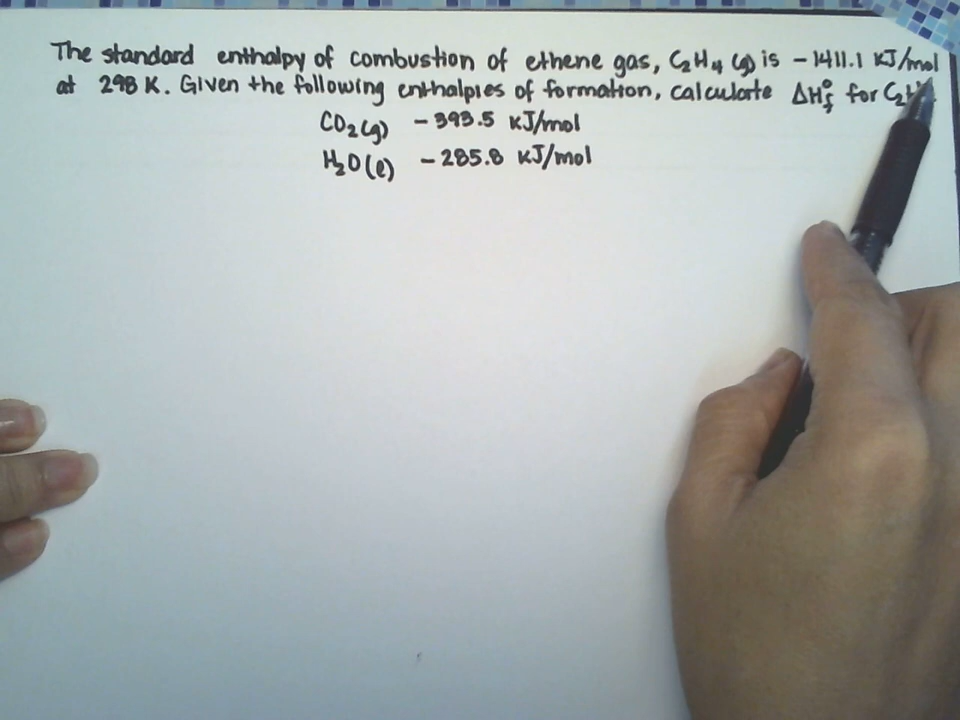 The standard enthalpy of combustion of ethene gas, C₂H₄ (g) is −1411.1 KJ/mol
at 298 K. Given the following enthalpies of formation, calculate ΔH°f for
CO₂(g) −393.5 KJ/mol
H₂O(l) −285.8 KJ/mol